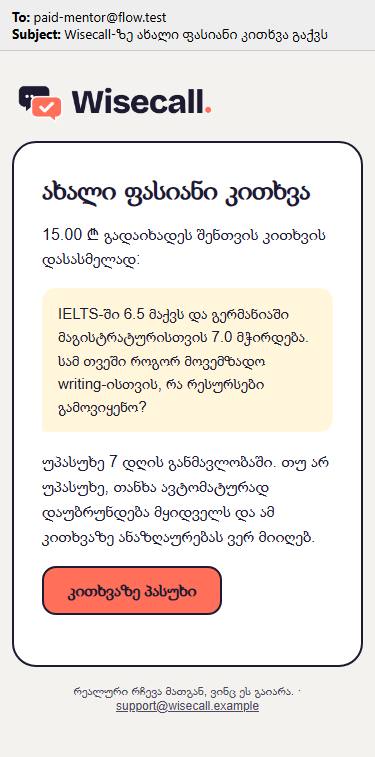 To: paid-mentor@flow.test
Subject: Wisecall-ზე ახალი ფასიანი კითხვა გაქვს
Wisecall.
ახალი ფასიანი კითხვა
15.00 ₾ გადაიხადეს შენთვის კითხვის
დასასმელად:
IELTS-ში 6.5 მაქვს და გერმანიაში
მაგისტრატურისთვის 7.0 მჭირდება.
სამ თვეში როგორ მოვემზადო
writing-ისთვის, რა რესურსები
გამოვიყენო?
უპასუხე 7 დღის განმავლობაში. თუ არ
უპასუხე, თანხა ავტომატურად
დაუბრუნდება მყიდველს და ამ
კითხვაზე ანაზღაურებას ვერ მიიღებ.
კითხვაზე პასუხი
რეალური რჩევა მათგან, ვინც ეს გაიარა. ·
support@wisecall.example